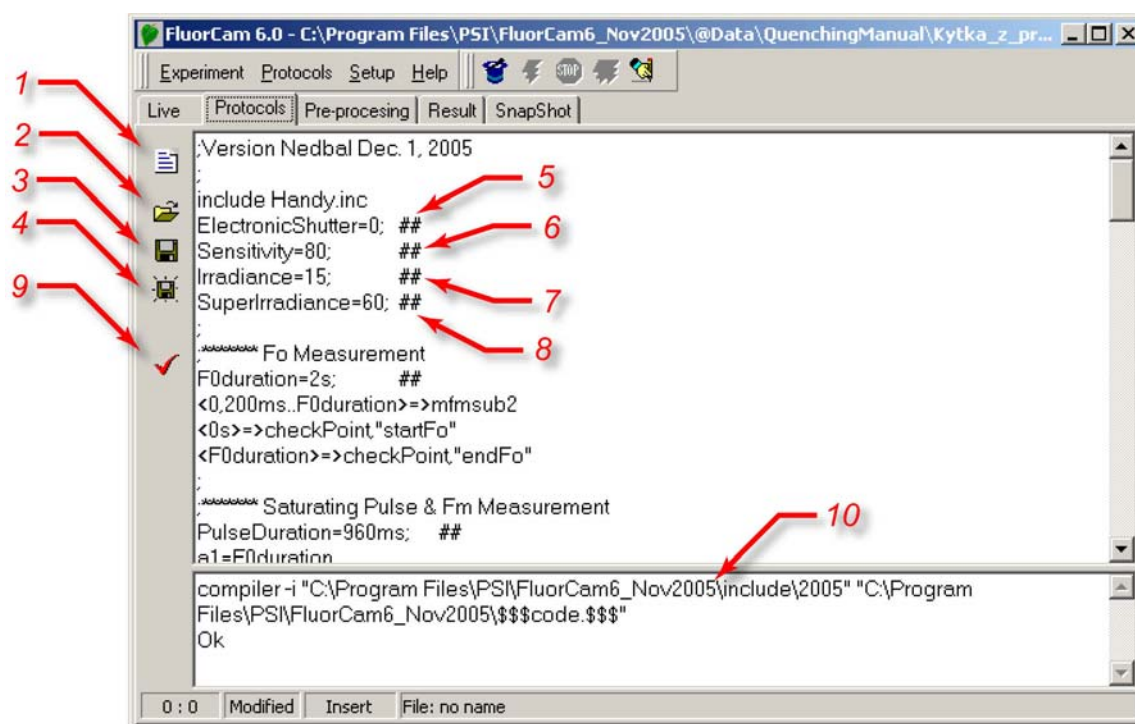 FluorCam 6.0 - C:\Program Files\PSI\FluorCam6_Nov2005\@Data\QuenchingManual\Kytka_z_pr...
Experiment Protocols Setup Help STOP
Live Protocols Pre-procesing Result SnapShot
1
2
3
4
9
;Version Nedbal Dec. 1, 2005
;
include Handy.inc
ElectronicShutter=0; ## 5
Sensitivity=80; ## 6
Irradiance=15; ## 7
SuperIrradiance=60; ## 8
;
;******* Fo Measurement
F0duration=2s; ##
<0,200ms..F0duration>=>mfmsub2
<0s>=>checkPoint,"startFo"
<F0duration>=>checkPoint,"endFo"
;
;******* Saturating Pulse & Fm Measurement
PulseDuration=960ms; ##
a1=F0duration
10
compiler -i "C:\Program Files\PSI\FluorCam6_Nov2005\include\2005" "C:\Program
Files\PSI\FluorCam6_Nov2005\$$$code.$$$"
Ok
0 : 0 Modified Insert File: no name